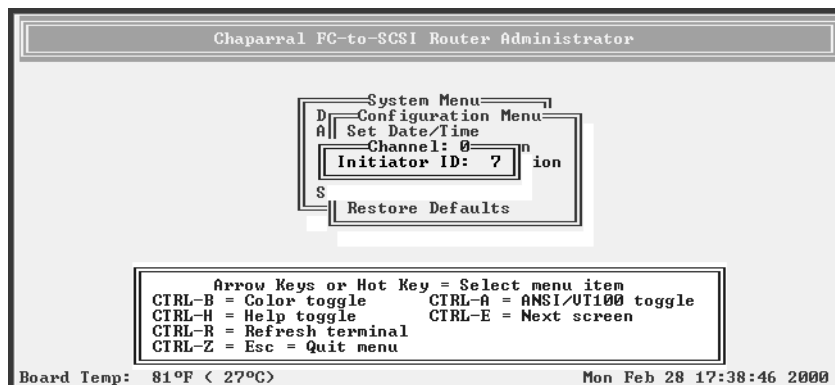 Chaparral FC-to-SCSI Router Administrator
System Menu
D Configuration Menu
A Set Date/Time
Channel: 0 n
Initiator ID: 7 ion
S
Restore Defaults
Arrow Keys or Hot Key = Select menu item
CTRL-B = Color toggle CTRL-A = ANSI/VT100 toggle
CTRL-H = Help toggle CTRL-E = Next screen
CTRL-R = Refresh terminal
CTRL-Z = Esc = Quit menu
Board Temp: 81ºF ( 27ºC) Mon Feb 28 17:38:46 2000